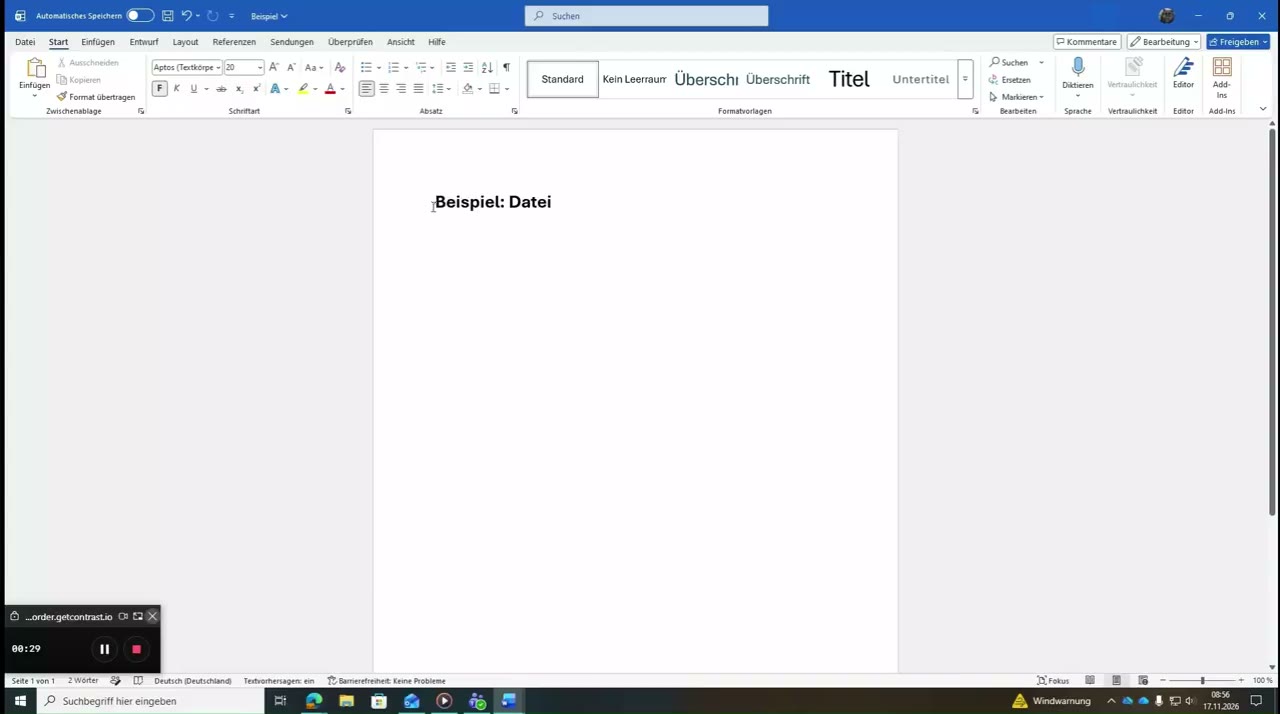 Automatisches Speichern
Beispiel
Suchen
Datei Start Einfügen Entwurf Layout Referenzen Sendungen Überprüfen Ansicht Hilfe
Kommentare Bearbeitung Freigeben
Einfügen
Ausschneiden
Kopieren
Format übertragen
Zwischenablage
Aptos (Textkörpe 20
F K U ab x₂ x² A A
Schriftart
Absatz
Standard Kein Leerraum Überschi Überschrift Titel Untertitel
Formatvorlagen
Suchen
Ersetzen
Markieren
Bearbeiten
Diktieren
Sprache
Vertraulichkeit
Vertraulichkeit
Editor
Editor
Add-Ins
Add-Ins
Beispiel: Datei
...order.getcontrast.io
00:29
Seite 1 von 1 2 Wörter Deutsch (Deutschland) Textvorhersagen: ein Barrierefreiheit: Keine Probleme
Fokus
100 %
Suchbegriff hier eingeben
Windwarnung
08:56
17.11.2026